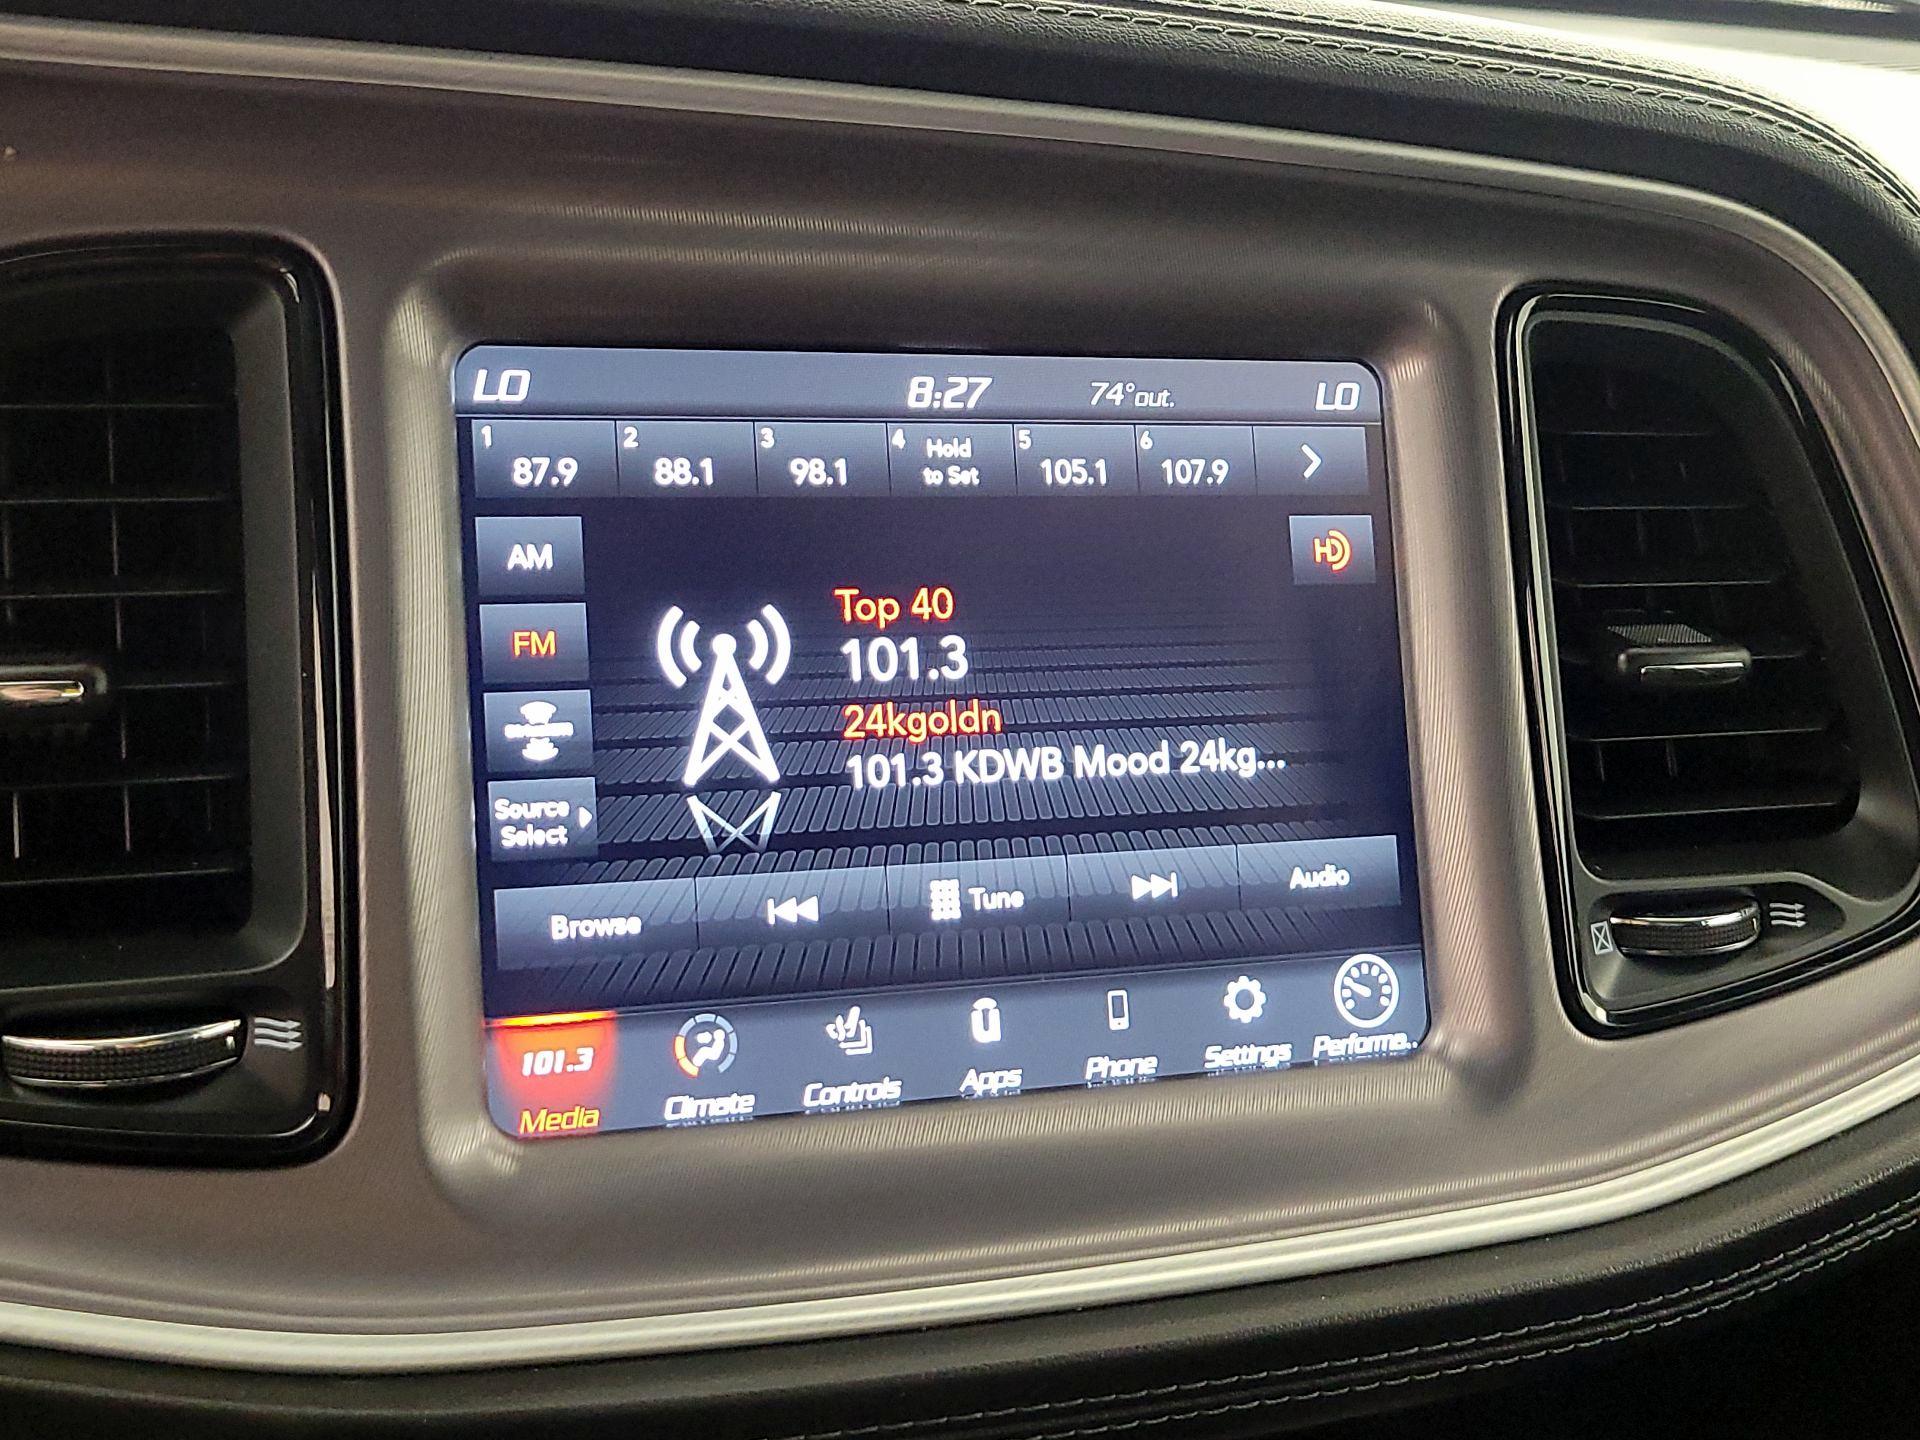 LO 8:27 74°out. LO
1 87.9
2 88.1
3 98.1
4 Hold
to Set
5 105.1
6 107.9
AM
HD
FM
Top 40
101.3
24kgoldn
101.3 KDWB Mood 24kg...
Source
Select
Browse
Tune
Audio
101.3
Media
Climate
Controls
Apps
Phone
Settings
Performa..